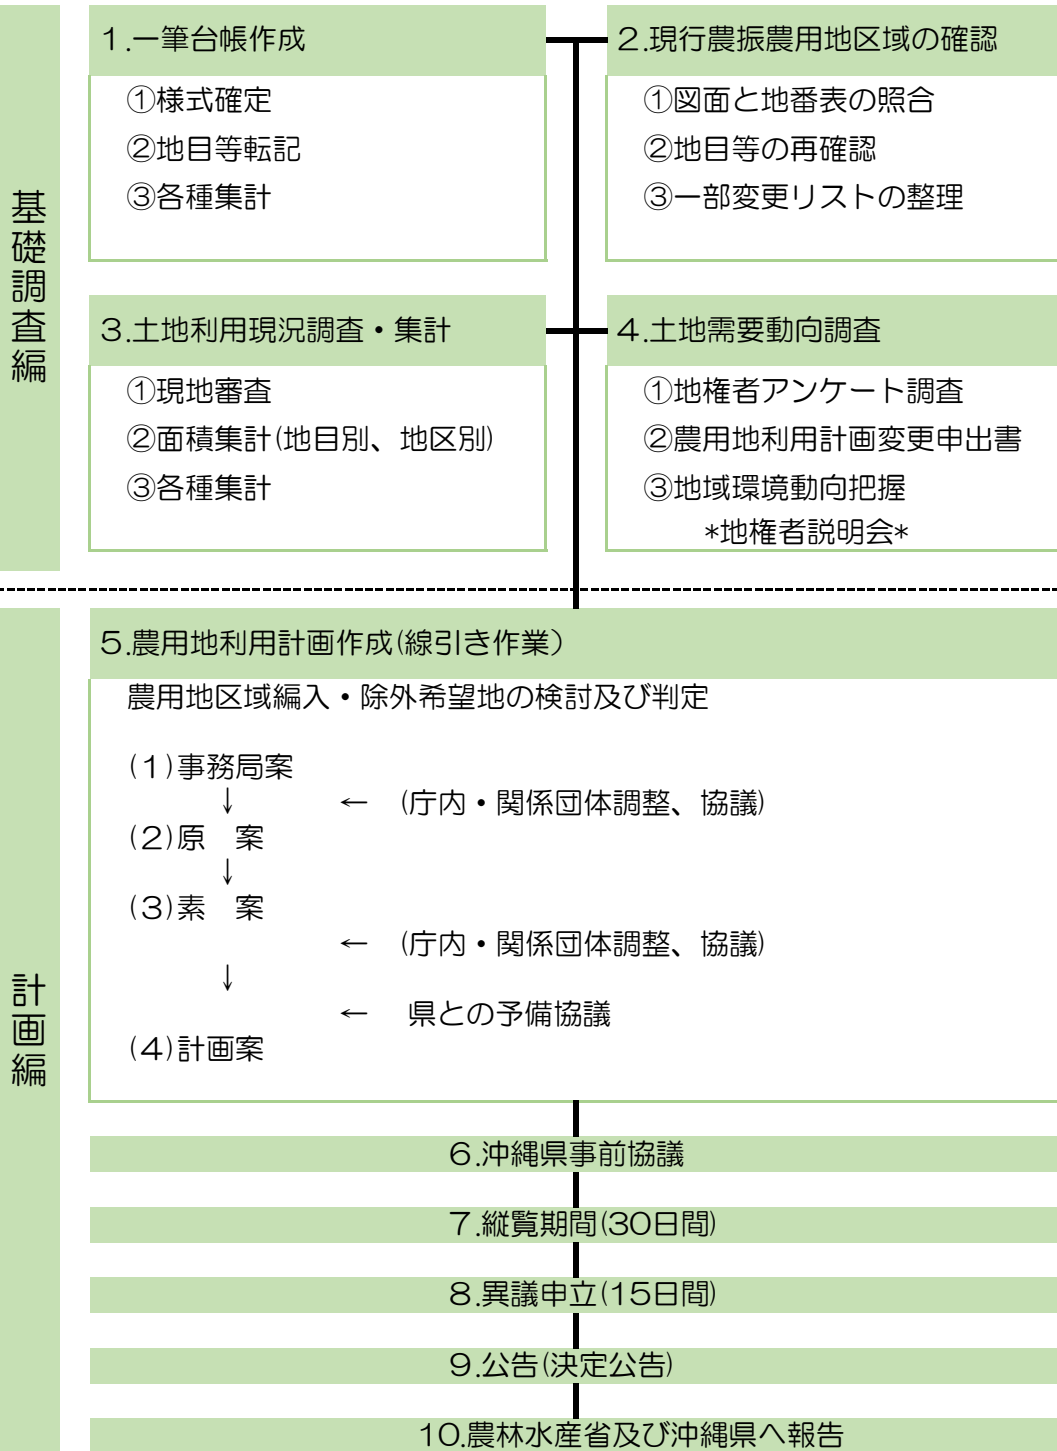 基礎調査編
1.一筆台帳作成
①様式確定
②地目等転記
③各種集計
2.現行農振農用地区域の確認
①図面と地番表の照合
②地目等の再確認
③一部変更リストの整理
3.土地利用現況調査・集計
①現地審査
②面積集計(地目別、地区別)
③各種集計
4.土地需要動向調査
①地権者アンケート調査
②農用地利用計画変更申出書
③地域環境動向把握
*地権者説明会*
計画編
5.農用地利用計画作成(線引き作業)
農用地区域編入・除外希望地の検討及び判定
(1)事務局案
↓ ← (庁内・関係団体調整、協議)
(2)原　案
↓
(3)素　案
← (庁内・関係団体調整、協議)
↓
← 県との予備協議
(4)計画案
6.沖縄県事前協議
7.縦覧期間(30日間)
8.異議申立(15日間)
9.公告(決定公告)
10.農林水産省及び沖縄県へ報告